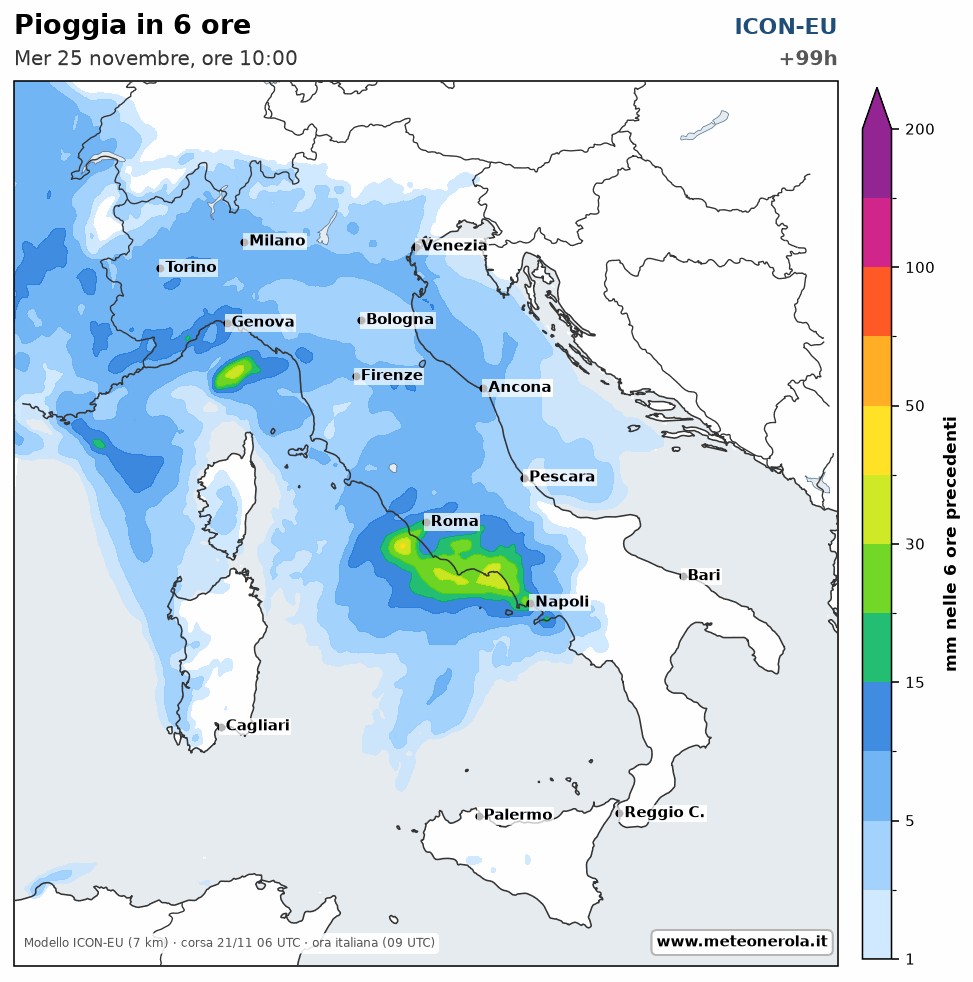 Pioggia in 6 ore
ICON-EU
Mer 25 novembre, ore 10:00
+99h
200
100
50
30
15
5
1
mm nelle 6 ore precedenti
Milano
Venezia
Torino
Genova
Bologna
Firenze
Ancona
Pescara
Roma
Bari
Napoli
Cagliari
Palermo
Reggio C.
Modello ICON-EU (7 km) · corsa 21/11 06 UTC · ora italiana (09 UTC)
www.meteonerola.it